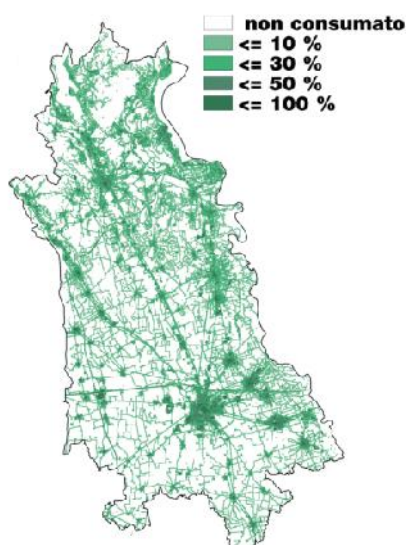 non consumato
<= 10 %
<= 30 %
<= 50 %
<= 100 %